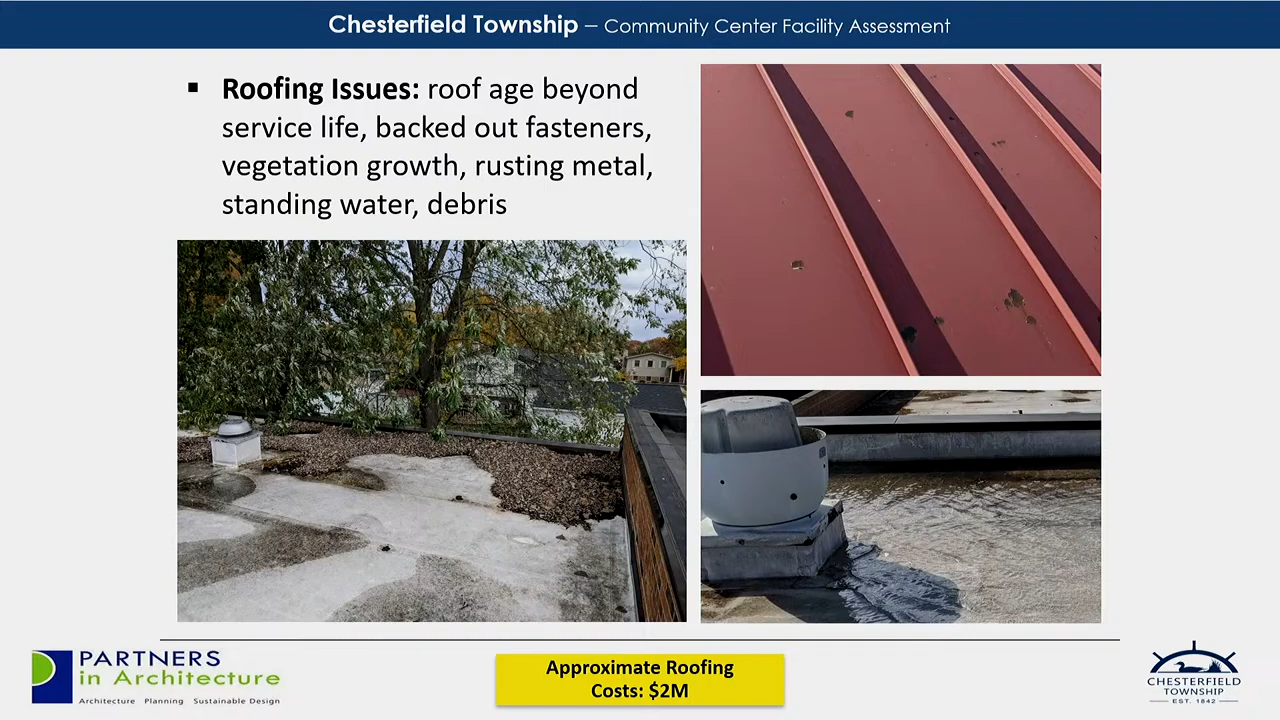 Chesterfield Township – Community Center Facility Assessment
▪ Roofing Issues: roof age beyond
service life, backed out fasteners,
vegetation growth, rusting metal,
standing water, debris
PARTNERS
in Architecture
Architecture Planning Sustainable Design
Approximate Roofing
Costs: $2M
CHESTERFIELD
TOWNSHIP
EST. 1842